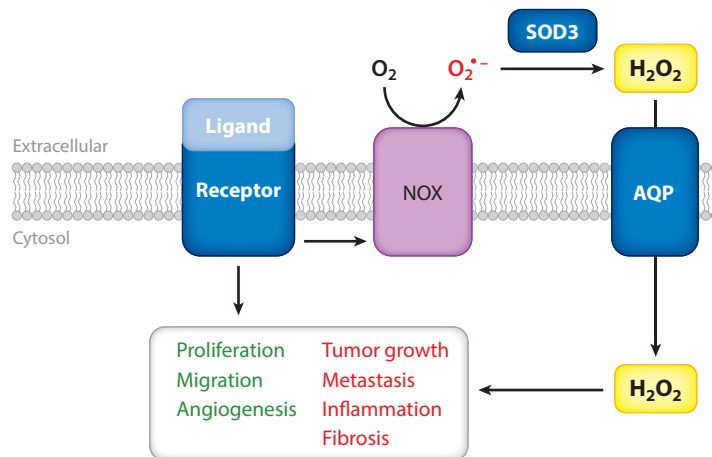 SOD3
O₂
O₂•−
H₂O₂
Ligand
Extracellular
Receptor
NOX
AQP
Cytosol
Proliferation
Tumor growth
Migration
Metastasis
Angiogenesis
Inflammation
Fibrosis
H₂O₂